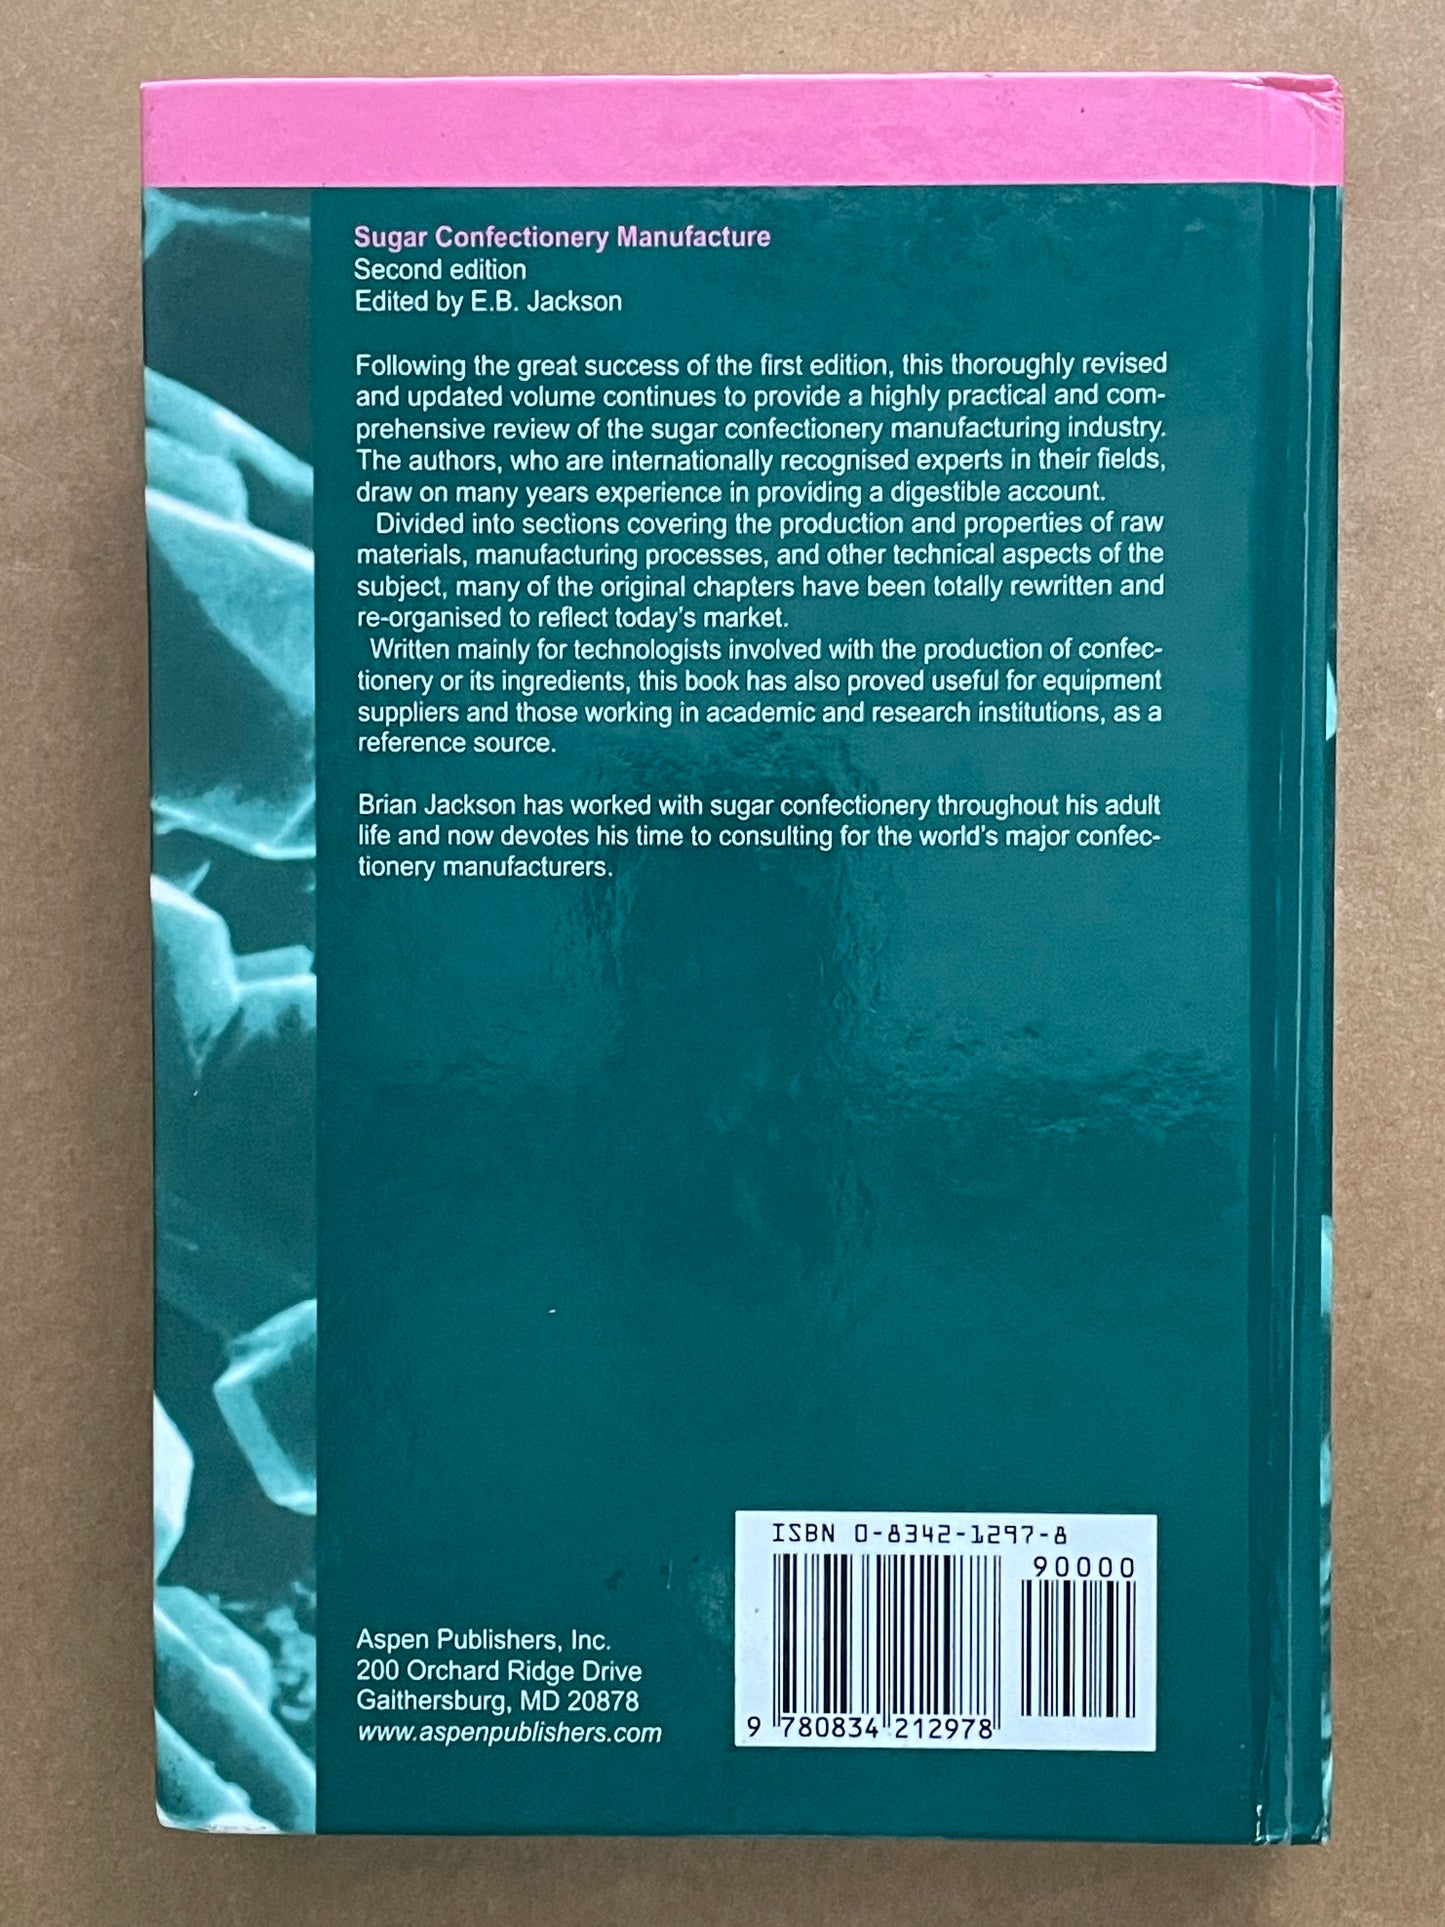 Sugar Confectionery Manufacture
Second edition
Edited by E.B. Jackson
Following the great success of the first edition, this thoroughly revised
and updated volume continues to provide a highly practical and com-
prehensive review of the sugar confectionery manufacturing industry.
The authors, who are internationally recognised experts in their fields,
draw on many years experience in providing a digestible account.
Divided into sections covering the production and properties of raw
materials, manufacturing processes, and other technical aspects of the
subject, many of the original chapters have been totally rewritten and
re-organised to reflect today's market.
Written mainly for technologists involved with the production of confec-
tionery or its ingredients, this book has also proved useful for equipment
suppliers and those working in academic and research institutions, as a
reference source.
Brian Jackson has worked with sugar confectionery throughout his adult
life and now devotes his time to consulting for the world's major confec-
tionery manufacturers.
Aspen Publishers, Inc.
200 Orchard Ridge Drive
Gaithersburg, MD 20878
www.aspenpublishers.com
ISBN 0-8342-1297-8
90000
9 780834 212978